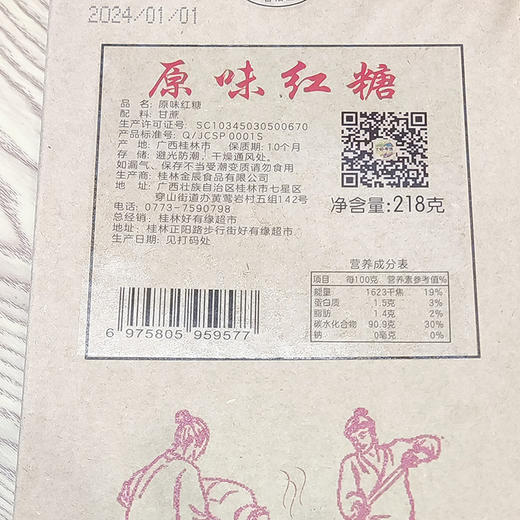 2024/01/01
原味红糖
品 名：原味红糖
配 料：甘蔗
生产许可证号：SC10345030500670
产品标准号：Q/JCSP 0001S
产 地：广西桂林市 保质期：10个月
存 储：避光防潮，干燥通风处。
如漏气、保存不当受潮变质请勿食用
桂林金辰食品有限公司
地 址：广西壮族自治区桂林市七星区
穿山街道办黄莺岩村五组142号
电 话：0773-7590798
总经销：桂林好有缘超市
地 址：桂林正阳路步行街好有缘超市
生产日期：见打码处
净含量:218克
营养成分表
项目 每100克 营养素参考值%
能量 1623千焦 19%
蛋白质 1.5克 3%
脂肪 1.4克 2%
碳水化合物 90.9克 30%
钠 0毫克 0%
6 975805 959577